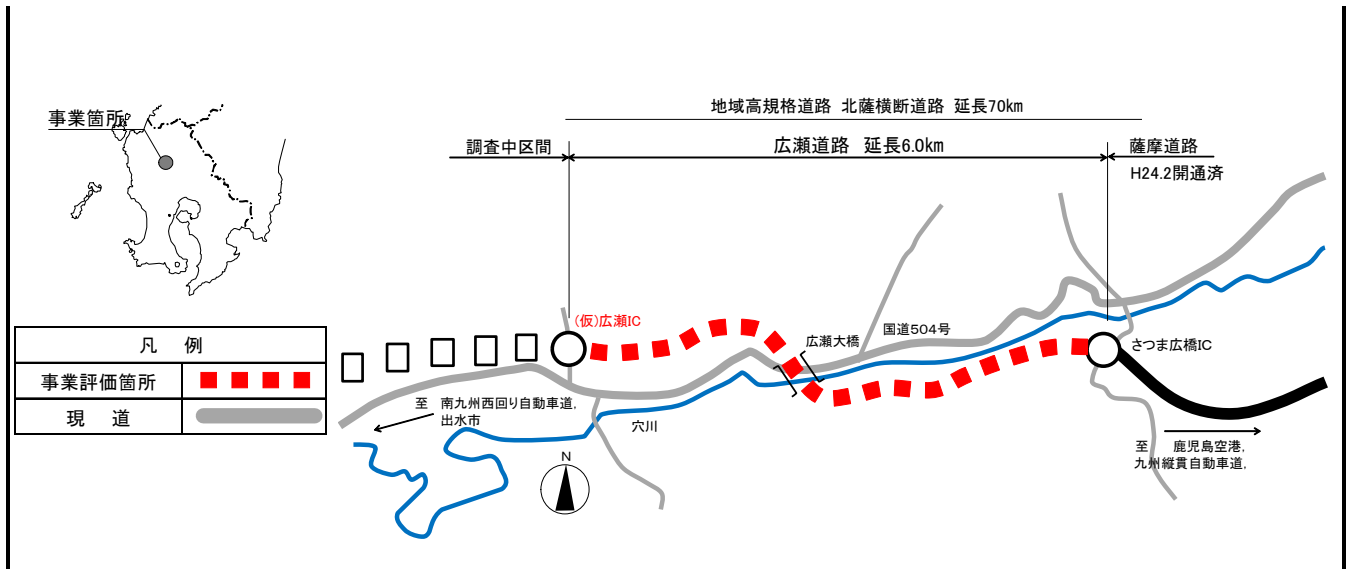 事業箇所
地域高規格道路 北薩横断道路 延長70km
調査中区間
広瀬道路 延長6.0km
薩摩道路
H24.2開通済
(仮)広瀬IC
広瀬大橋
国道504号
さつま広橋IC
凡 例
事業評価箇所
現 道
至 南九州西回り自動車道,
出水市
穴川
N
至 鹿児島空港,
九州縦貫自動車道,